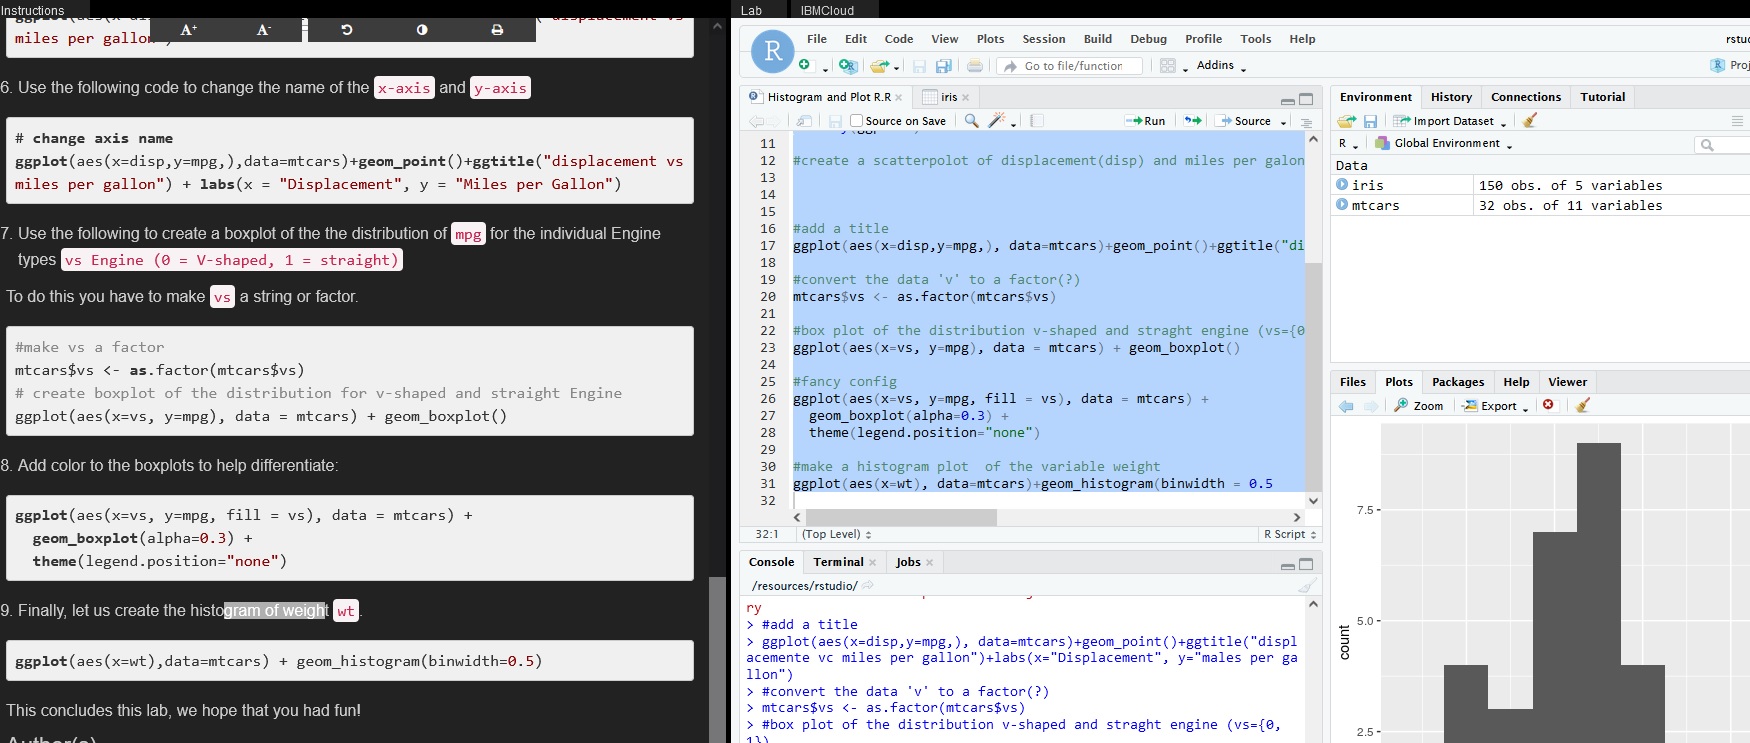 Instructions
A+ A-
miles per gallon")
6. Use the following code to change the name of the x-axis and y-axis
# change axis name
ggplot(aes(x=disp,y=mpg,),data=mtcars)+geom_point()+ggtitle("displacement vs
miles per gallon") + labs(x = "Displacement", y = "Miles per Gallon")
7. Use the following to create a boxplot of the the distribution of mpg for the individual Engine
types vs Engine (0 = V-shaped, 1 = straight)
To do this you have to make vs a string or factor.
#make vs a factor
mtcars$vs <- as.factor(mtcars$vs)
# create boxplot of the distribution for v-shaped and straight Engine
ggplot(aes(x=vs, y=mpg), data = mtcars) + geom_boxplot()
8. Add color to the boxplots to help differentiate:
ggplot(aes(x=vs, y=mpg, fill = vs), data = mtcars) +
geom_boxplot(alpha=0.3) +
theme(legend.position="none")
9. Finally, let us create the histogram of weight wt.
ggplot(aes(x=wt),data=mtcars) + geom_histogram(binwidth=0.5)
This concludes this lab, we hope that you had fun!
Author(s)
Lab IBMCloud
R File Edit Code View Plots Session Build Debug Profile Tools Help
Go to file/function Addins
Histogram and Plot R.R iris
Source on Save Run Source
11
12 #create a scatterpolot of displacement(disp) and miles per galon
13
14
15
16 #add a title
17 ggplot(aes(x=disp,y=mpg,), data=mtcars)+geom_point()+ggtitle("di
18
19 #convert the data 'v' to a factor(?)
20 mtcars$vs <- as.factor(mtcars$vs)
21
22 #box plot of the distribution v-shaped and straght engine (vs={0
23 ggplot(aes(x=vs, y=mpg), data = mtcars) + geom_boxplot()
24
25 #fancy config
26 ggplot(aes(x=vs, y=mpg, fill = vs), data = mtcars) +
27 geom_boxplot(alpha=0.3) +
28 theme(legend.position="none")
29
30 #make a histogram plot  of the variable weight
31 ggplot(aes(x=wt), data=mtcars)+geom_histogram(binwidth = 0.5
32
32:1 (Top Level) R Script
Console Terminal Jobs
/resources/rstudio/
ry
> #add a title
> ggplot(aes(x=disp,y=mpg,), data=mtcars)+geom_point()+ggtitle("displ
acemente vc miles per gallon")+labs(x="Displacement", y="males per ga
llon")
> #convert the data 'v' to a factor(?)
> mtcars$vs <- as.factor(mtcars$vs)
> #box plot of the distribution v-shaped and straght engine (vs={0,
1})
Environment History Connections Tutorial
Import Dataset
R Global Environment
Data
iris 150 obs. of 5 variables
mtcars 32 obs. of 11 variables
Files Plots Packages Help Viewer
Zoom Export
7.5
5.0
2.5
count